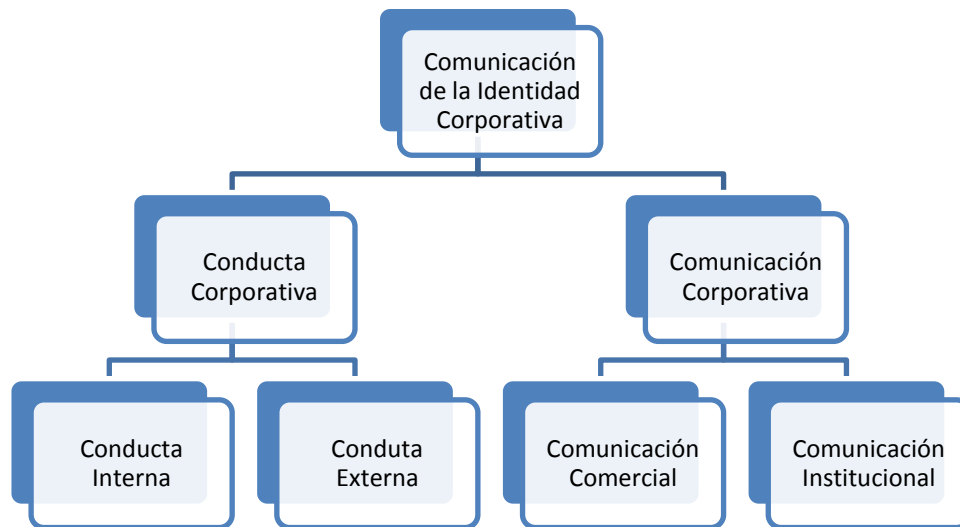 Comunicación
de la Identidad
Corporativa
Conducta
Corporativa
Comunicación
Corporativa
Conducta
Interna
Conduta
Externa
Comunicación
Comercial
Comunicación
Institucional